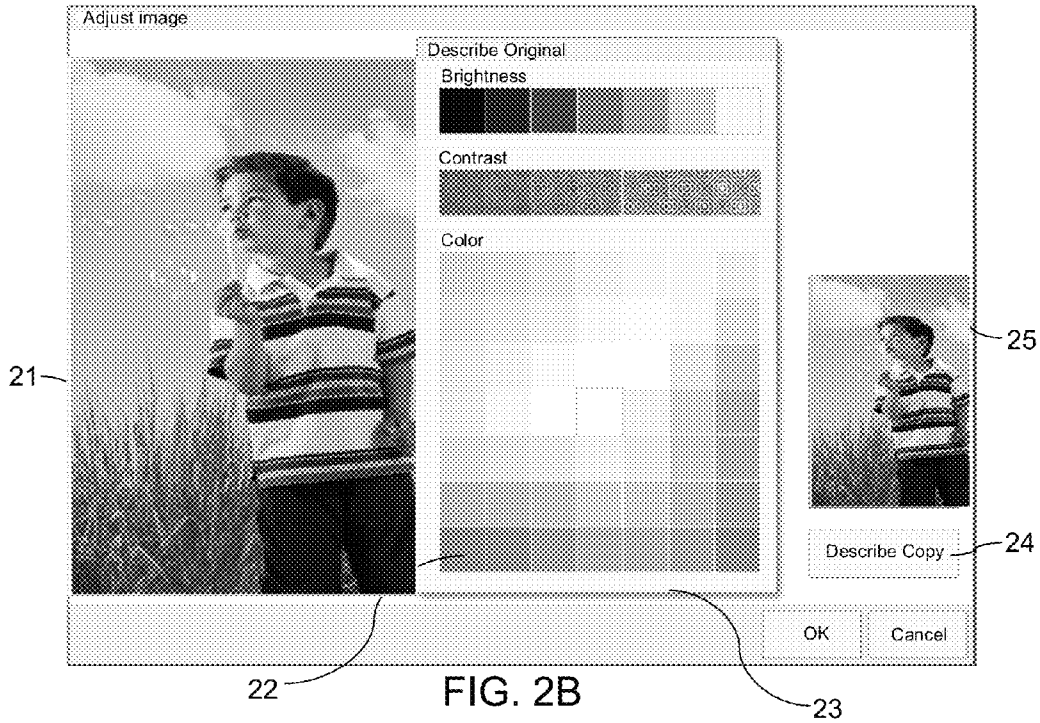 Adjust image
Describe Original
Brightness
Contrast
Color
21
25
Describe Copy
24
OK
Cancel
22
23
FIG. 2B